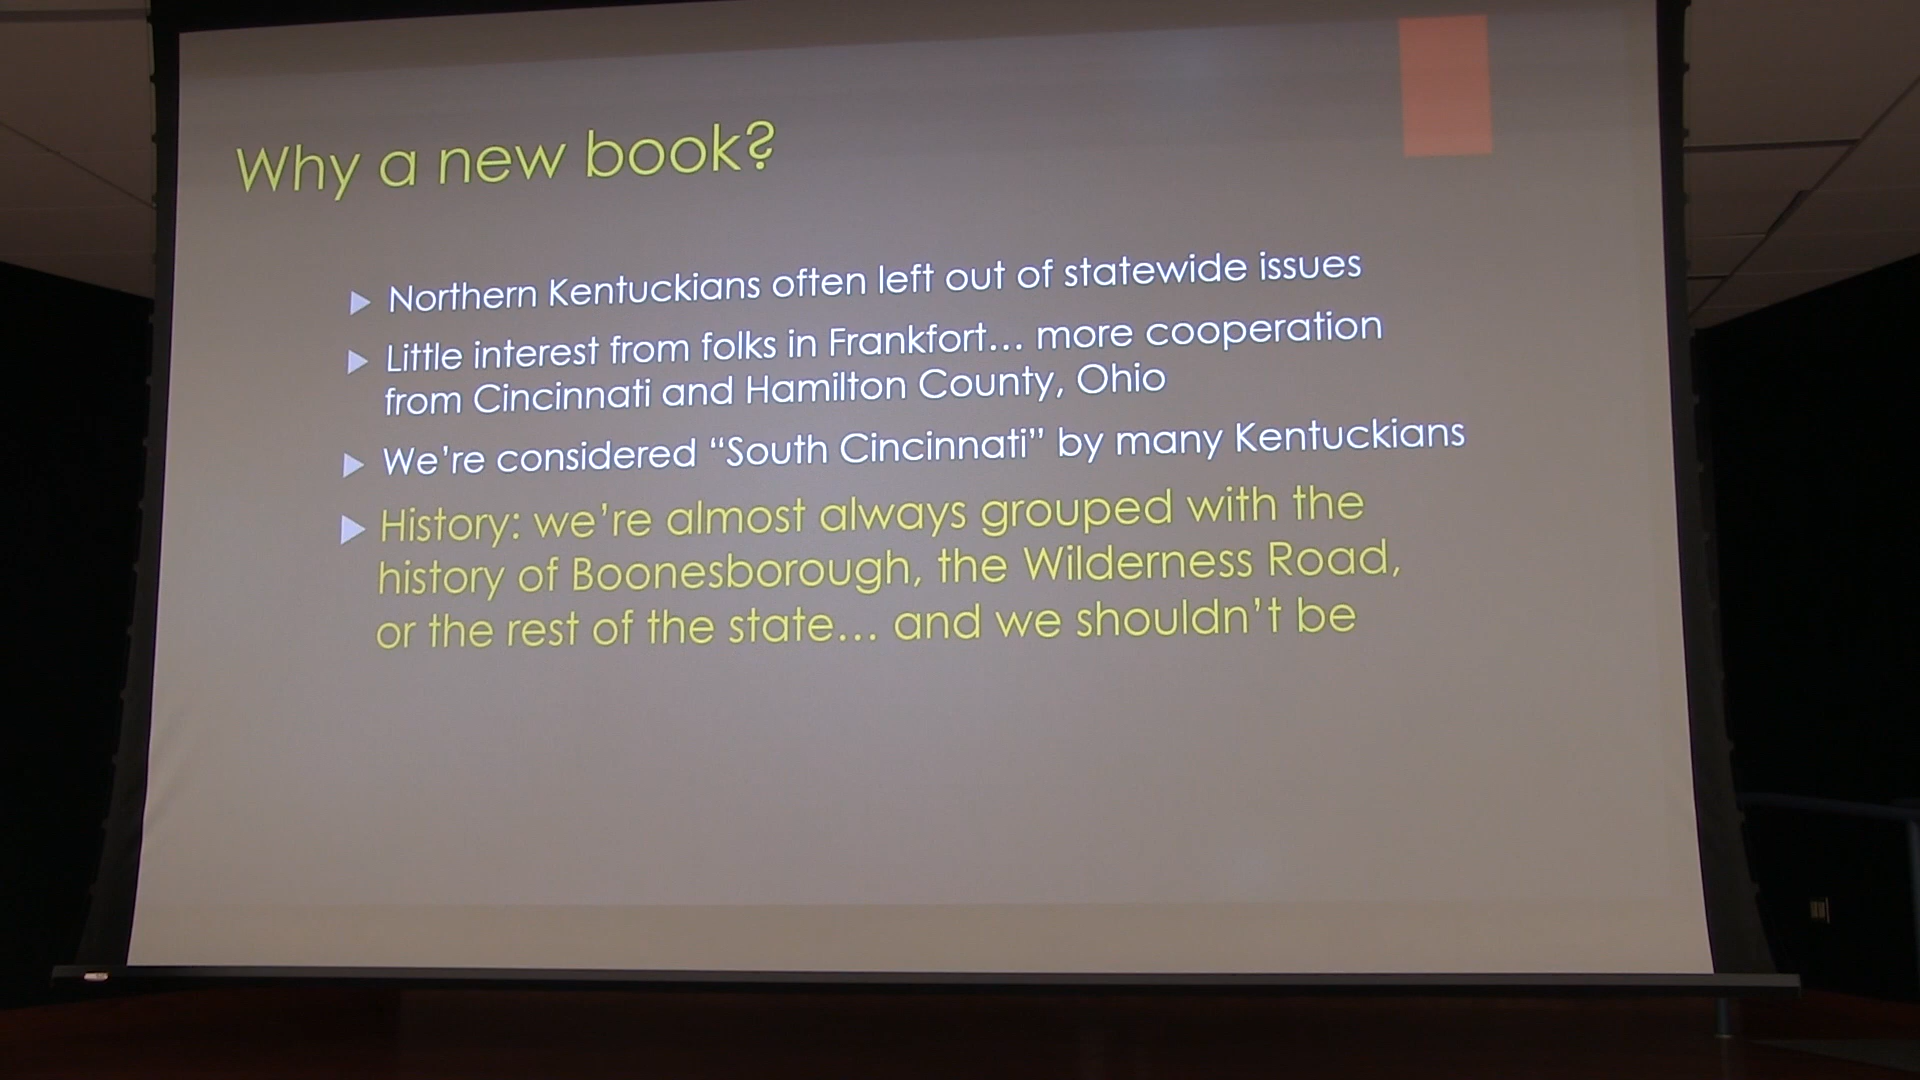 Why a new book?
Northern Kentuckians often left out of statewide issues
Little interest from folks in Frankfort... more cooperation
from Cincinnati and Hamilton County, Ohio
We're considered “South Cincinnati” by many Kentuckians
History: we're almost always grouped with the
history of Boonesborough, the Wilderness Road,
or the rest of the state... and we shouldn't be